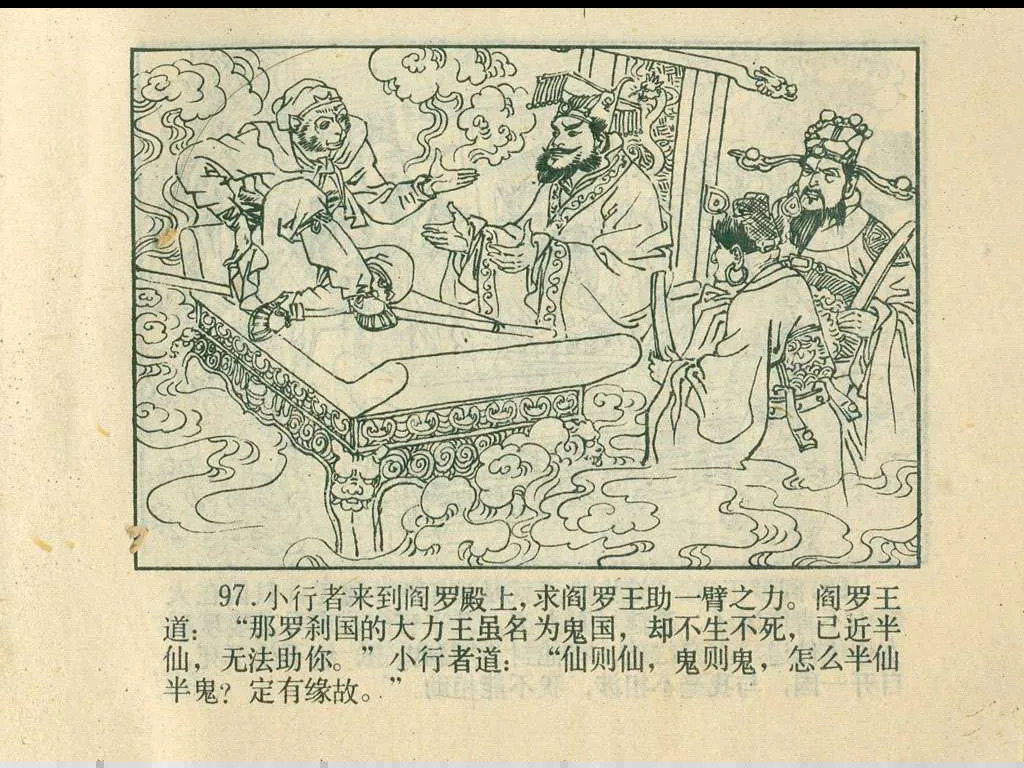 97.小行者来到阎罗殿上,求阎罗王助一臂之力。阎罗王
道：“那罗刹国的大力王虽名为鬼国，却不生不死，已近半
仙，无法助你。”小行者道：“仙则仙，鬼则鬼，怎么半仙
半鬼？定有缘故。”